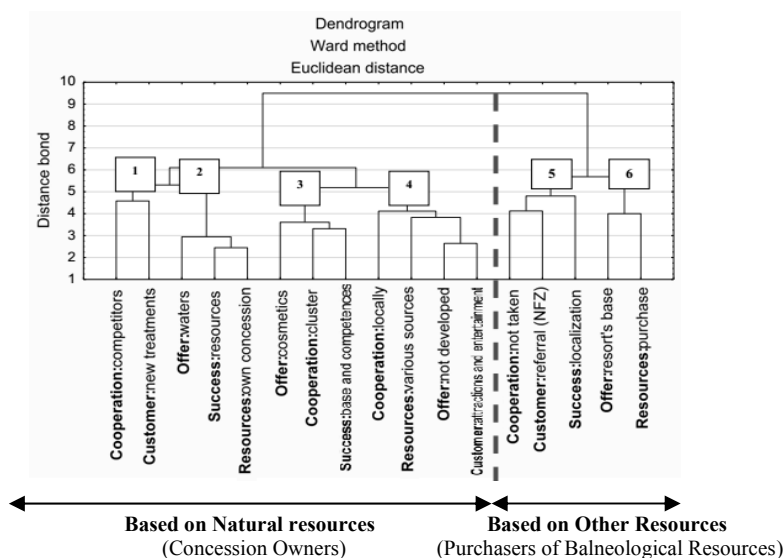 Dendrogram
Ward method
Euclidean distance
Distance bond
10
9
8
7
6
5
4
3
2
1
1
2
3
4
5
6
Cooperation:competitors
Customer:new treatments
Offer:waters
Success:resources
Resources:own concession
Offer:cosmetics
Cooperation:cluster
Success:base and competences
Cooperation:locally
Resources:various sources
Offer:not developed
Customer:attractions and entertainment
Cooperation:not taken
Customer:referral (NFZ)
Success:localization
Offer:resort's base
Resources:purchase
Based on Natural resources
(Concession Owners)
Based on Other Resources
(Purchasers of Balneological Resources)